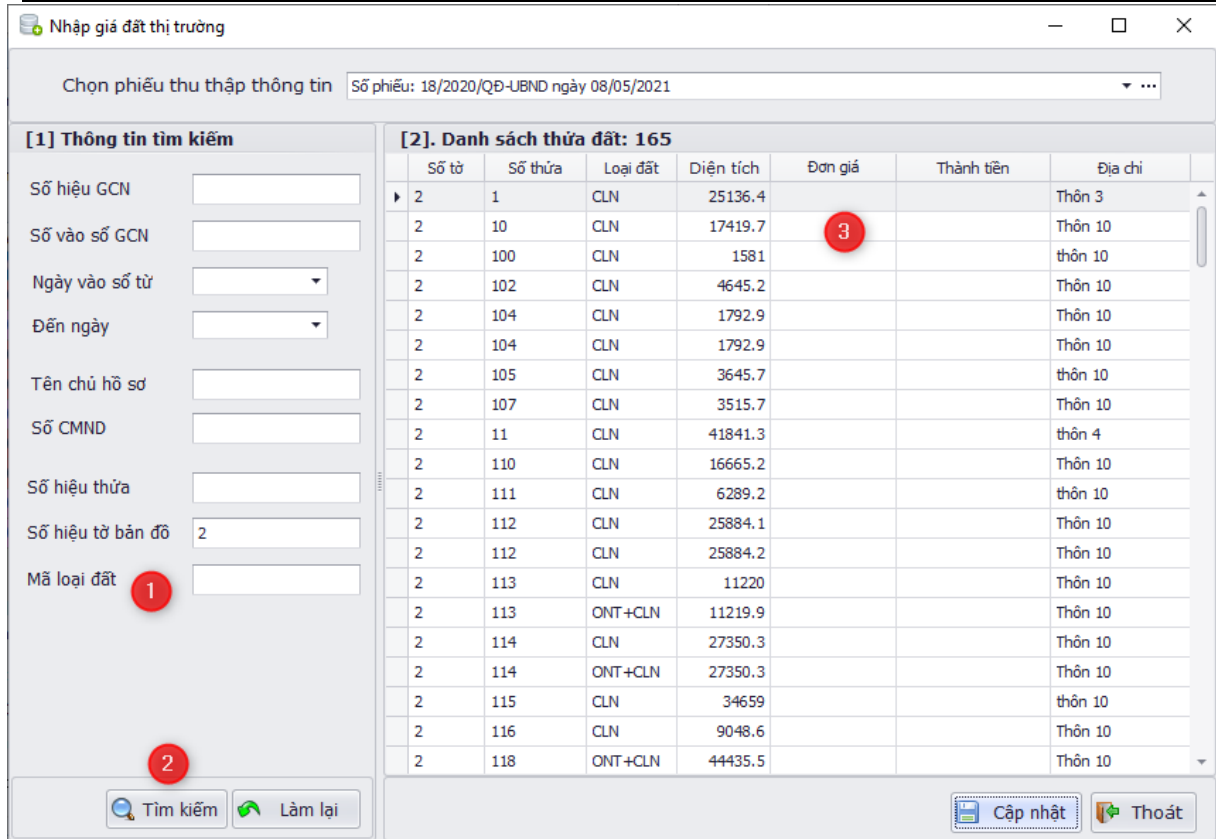 Nhập giá đất thị trường
Chọn phiếu thu thập thông tin Số phiếu: 18/2020/QĐ-UBND ngày 08/05/2021
[1] Thông tin tìm kiếm
Số hiệu GCN
Số vào sổ GCN
Ngày vào sổ từ
Đến ngày
Tên chủ hồ sơ
Số CMND
Số hiệu thửa
Số hiệu tờ bản đồ 2
Mã loại đất
1
2
Tìm kiếm Làm lại
[2]. Danh sách thửa đất: 165
Số tờ Số thửa Loại đất Diện tích Đơn giá Thành tiền Địa chỉ
2 1 CLN 25136.4 Thôn 3
2 10 CLN 17419.7 3 Thôn 10
2 100 CLN 1581 thôn 10
2 102 CLN 4645.2 Thôn 10
2 104 CLN 1792.9 Thôn 10
2 104 CLN 1792.9 Thôn 10
2 105 CLN 3645.7 thôn 10
2 107 CLN 3515.7 Thôn 10
2 11 CLN 41841.3 thôn 4
2 110 CLN 16665.2 Thôn 10
2 111 CLN 6289.2 thôn 10
2 112 CLN 25884.1 Thôn 10
2 112 CLN 25884.2 Thôn 10
2 113 CLN 11220 Thôn 10
2 113 ONT+CLN 11219.9 Thôn 10
2 114 CLN 27350.3 Thôn 10
2 114 ONT+CLN 27350.3 Thôn 10
2 115 CLN 34659 thôn 10
2 116 CLN 9048.6 Thôn 10
2 118 ONT+CLN 44435.5 Thôn 10
Cập nhật Thoát